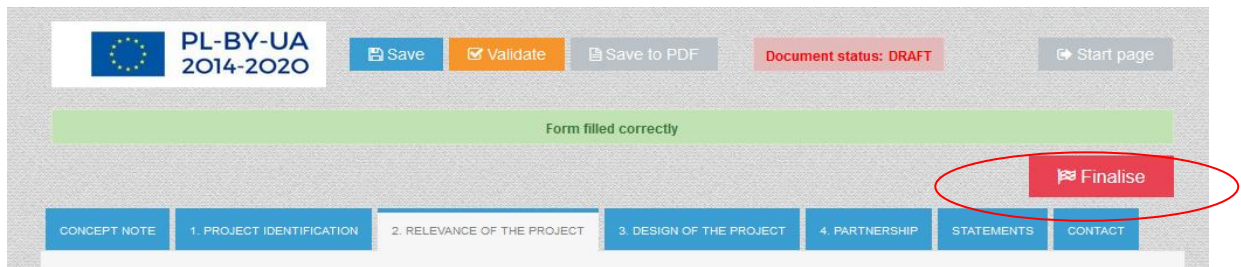 PL-BY-UA
2014-2020
Save
Validate
Save to PDF
Document status: DRAFT
Start page
Form filled correctly
Finalise
CONCEPT NOTE
1. PROJECT IDENTIFICATION
2. RELEVANCE OF THE PROJECT
3. DESIGN OF THE PROJECT
4. PARTNERSHIP
STATEMENTS
CONTACT